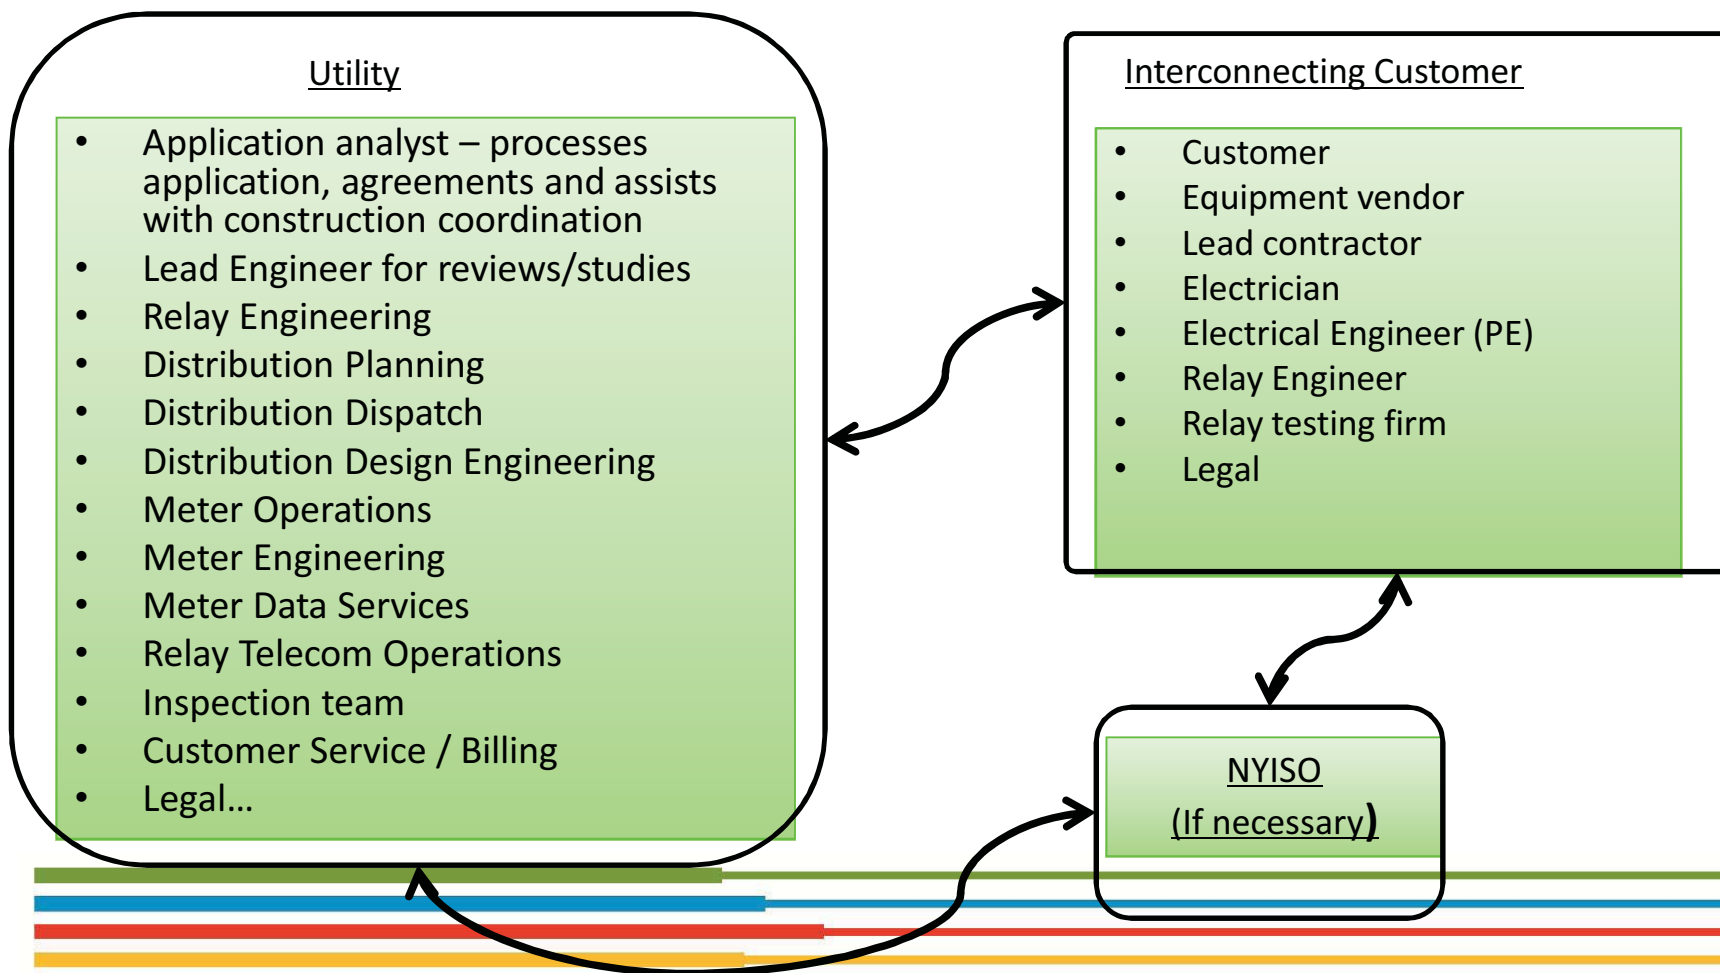 Utility
• Application analyst – processes
application, agreements and assists
with construction coordination
• Lead Engineer for reviews/studies
• Relay Engineering
• Distribution Planning
• Distribution Dispatch
• Distribution Design Engineering
• Meter Operations
• Meter Engineering
• Meter Data Services
• Relay Telecom Operations
• Inspection team
• Customer Service / Billing
• Legal…
Interconnecting Customer
• Customer
• Equipment vendor
• Lead contractor
• Electrician
• Electrical Engineer (PE)
• Relay Engineer
• Relay testing firm
• Legal
NYISO
(If necessary)